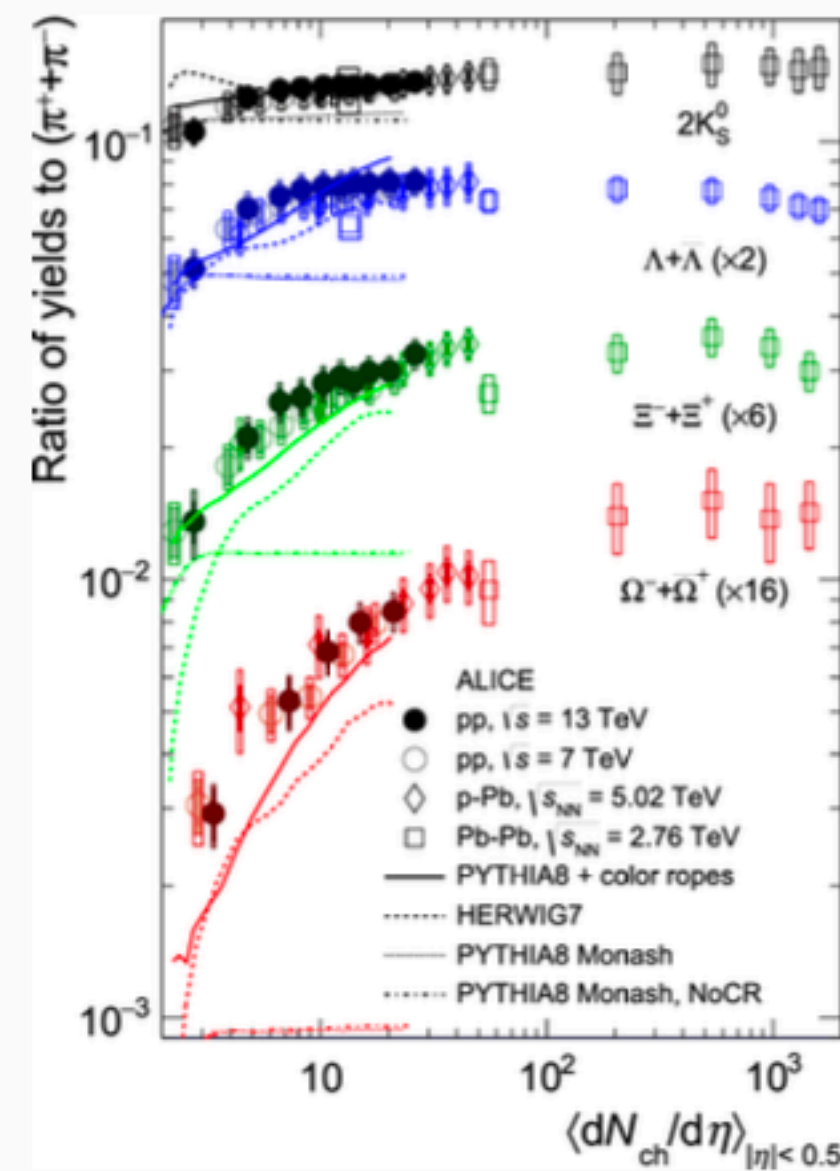 Ratio of yields to (π⁺+π⁻)
10⁻¹
10⁻²
10⁻³
2K⁰S
Λ+Λ̅ (×2)
Ξ⁻+Ξ̅⁺ (×6)
Ω⁻+Ω̅⁺ (×16)
ALICE
pp, √s = 13 TeV
pp, √s = 7 TeV
p-Pb, √sNN = 5.02 TeV
Pb-Pb, √sNN = 2.76 TeV
PYTHIA8 + color ropes
HERWIG7
PYTHIA8 Monash
PYTHIA8 Monash, NoCR
10 10² 10³
⟨dNch/dη⟩|η|< 0.5